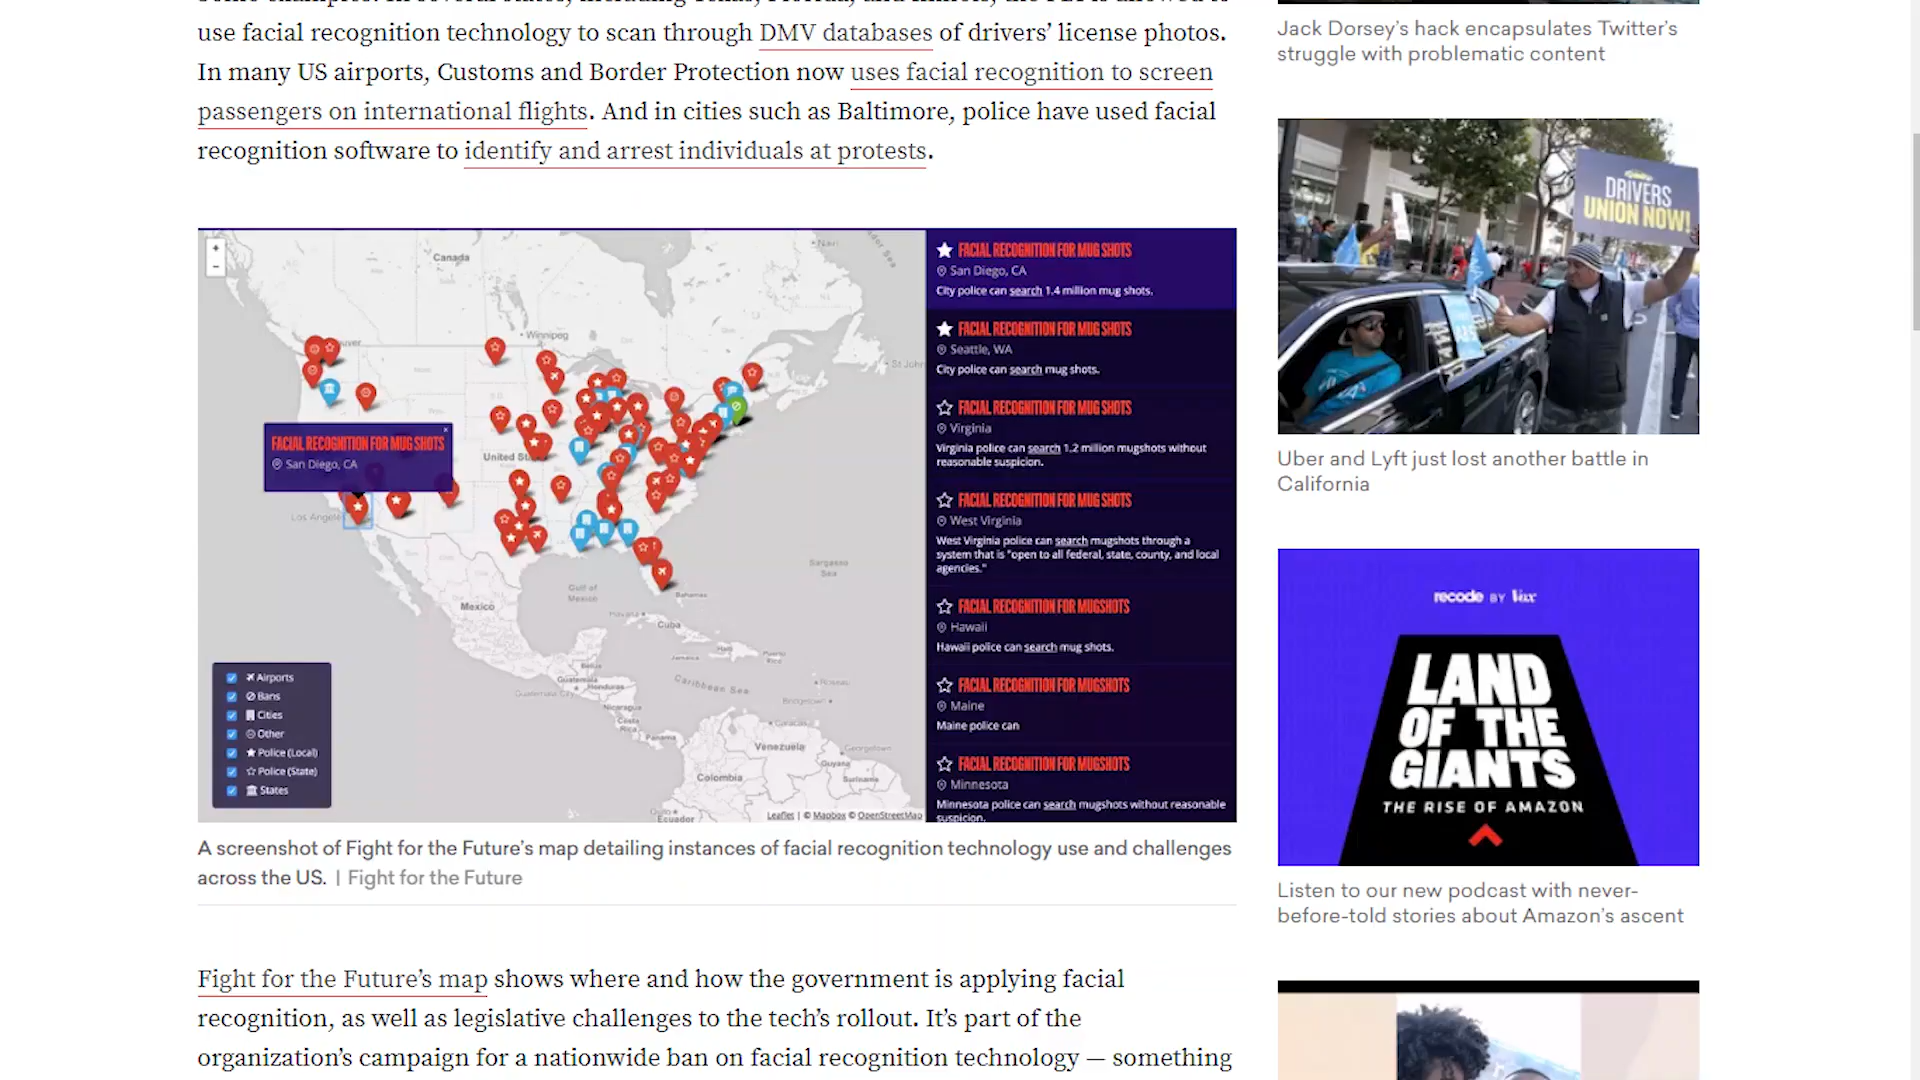 use facial recognition technology to scan through DMV databases of drivers’ license photos.
In many US airports, Customs and Border Protection now uses facial recognition to screen
passengers on international flights. And in cities such as Baltimore, police have used facial
recognition software to identify and arrest individuals at protests.
+
−
Canada
Winnipeg
St John
United St
FACIAL RECOGNITION FOR MUG SHOTS
San Diego, CA
Los Angeles
Sargasso
Sea
Gulf of
Mexico
Bahamas
Mexico
Havana
Cuba
Haiti
Puerto
Rico
Jamaica
Belize
Guatemala
Honduras
Guatemala City
Caribbean Sea
Roseau
Bridgetown
Nicaragua
Costa
Rica
Caracas
Panama
Venezuela
Georgetown
Guyana
Suriname
Colombia
Quito
Ecuador
Airports
Bans
Cities
Other
Police (Local)
Police (State)
States
Leaflet | © Mapbox © OpenStreetMap
FACIAL RECOGNITION FOR MUG SHOTS
San Diego, CA
City police can search 1.4 million mug shots.
FACIAL RECOGNITION FOR MUG SHOTS
Seattle, WA
City police can search mug shots.
FACIAL RECOGNITION FOR MUG SHOTS
Virginia
Virginia police can search 1.2 million mugshots without
reasonable suspicion.
FACIAL RECOGNITION FOR MUG SHOTS
West Virginia
West Virginia police can search mugshots through a
system that is "open to all federal, state, county, and local
agencies."
FACIAL RECOGNITION FOR MUGSHOTS
Hawaii
Hawaii police can search mug shots.
FACIAL RECOGNITION FOR MUGSHOTS
Maine
Maine police can
FACIAL RECOGNITION FOR MUGSHOTS
Minnesota
Minnesota police can search mugshots without reasonable
suspicion.
A screenshot of Fight for the Future’s map detailing instances of facial recognition technology use and challenges
across the US. | Fight for the Future
Fight for the Future’s map shows where and how the government is applying facial
recognition, as well as legislative challenges to the tech’s rollout. It’s part of the
organization’s campaign for a nationwide ban on facial recognition technology — something
Jack Dorsey’s hack encapsulates Twitter’s
struggle with problematic content
DRIVERS
UNION NOW!
Uber and Lyft just lost another battle in
California
recode BY Vox
LAND
OF THE
GIANTS
THE RISE OF AMAZON
Listen to our new podcast with never-
before-told stories about Amazon’s ascent